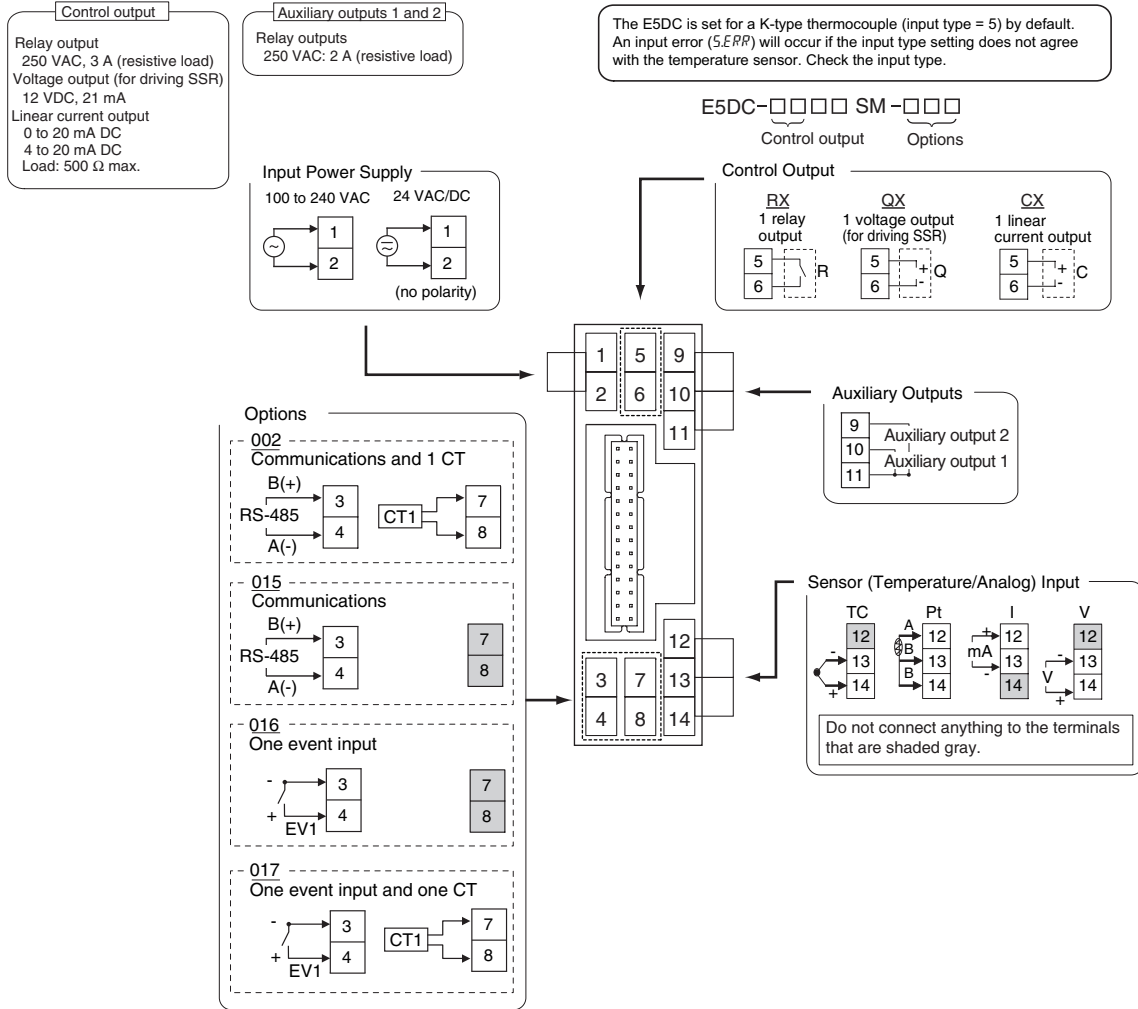 Control output
Relay output
250 VAC, 3 A (resistive load)
Voltage output (for driving SSR)
12 VDC, 21 mA
Linear current output
0 to 20 mA DC
4 to 20 mA DC
Load: 500 Ω max.
Auxiliary outputs 1 and 2
Relay outputs
250 VAC: 2 A (resistive load)
The E5DC is set for a K-type thermocouple (input type = 5) by default.
An input error (S.ERR) will occur if the input type setting does not agree
with the temperature sensor. Check the input type.
E5DC-□□□□ SM -□□□
Control output Options
Input Power Supply
100 to 240 VAC 24 VAC/DC
1 1
2 2
(no polarity)
Control Output
RX QX CX
1 relay output
1 voltage output
(for driving SSR)
1 linear
current output
5 R 5 + Q 5 + C
6 6 - 6 -
1 5 9
2 6 10
11
12
3 7 13
4 8 14
Auxiliary Outputs
9
Auxiliary output 2
10
Auxiliary output 1
11
Options
002
Communications and 1 CT
B(+)
RS-485
A(-)
3
4
CT1
7
8
015
Communications
B(+)
RS-485
A(-)
3
4
7
8
016
One event input
-
+
EV1
3
4
7
8
017
One event input and one CT
-
+
EV1
3
4
CT1
7
8
Sensor (Temperature/Analog) Input
TC Pt I V
12 A 12 + 12 12
- 13 B 13 mA 13 - 13
+ 14 B 14 - 14 V + 14
Do not connect anything to the terminals
that are shaded gray.